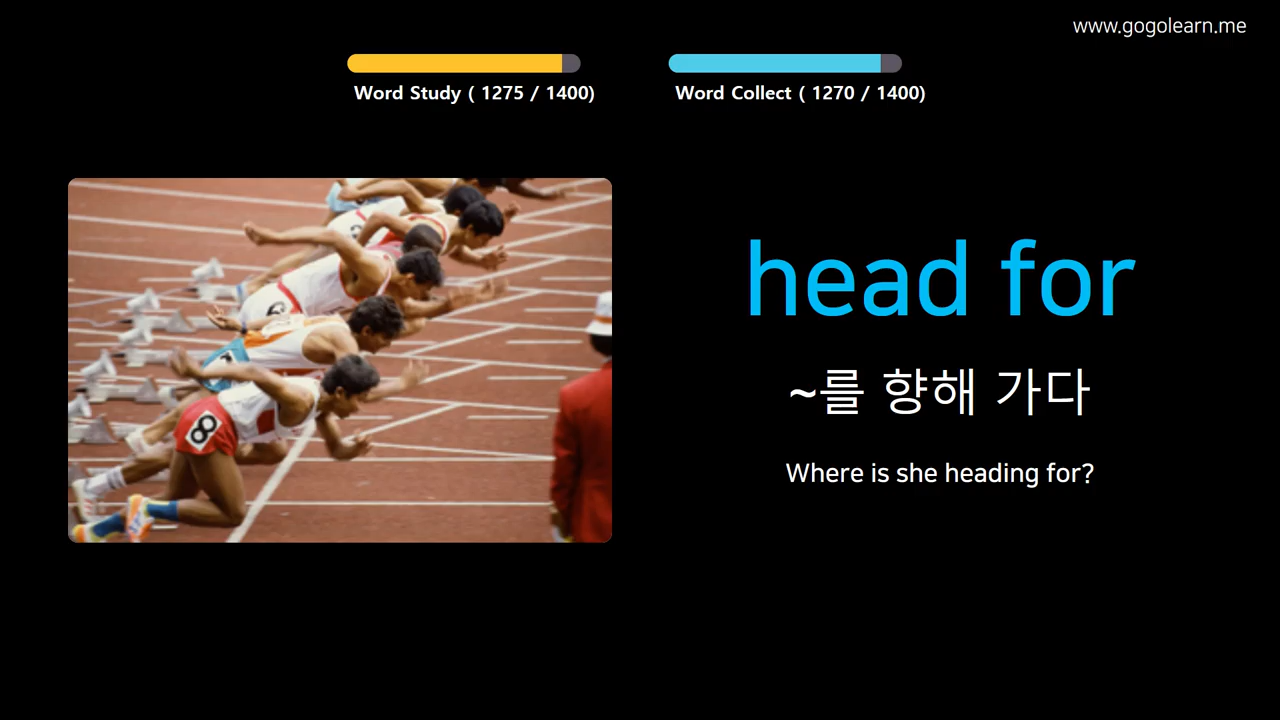 www.gogolearn.me
Word Study ( 1275 / 1400)
Word Collect ( 1270 / 1400)
head for
~를 향해 가다
Where is she heading for?
8